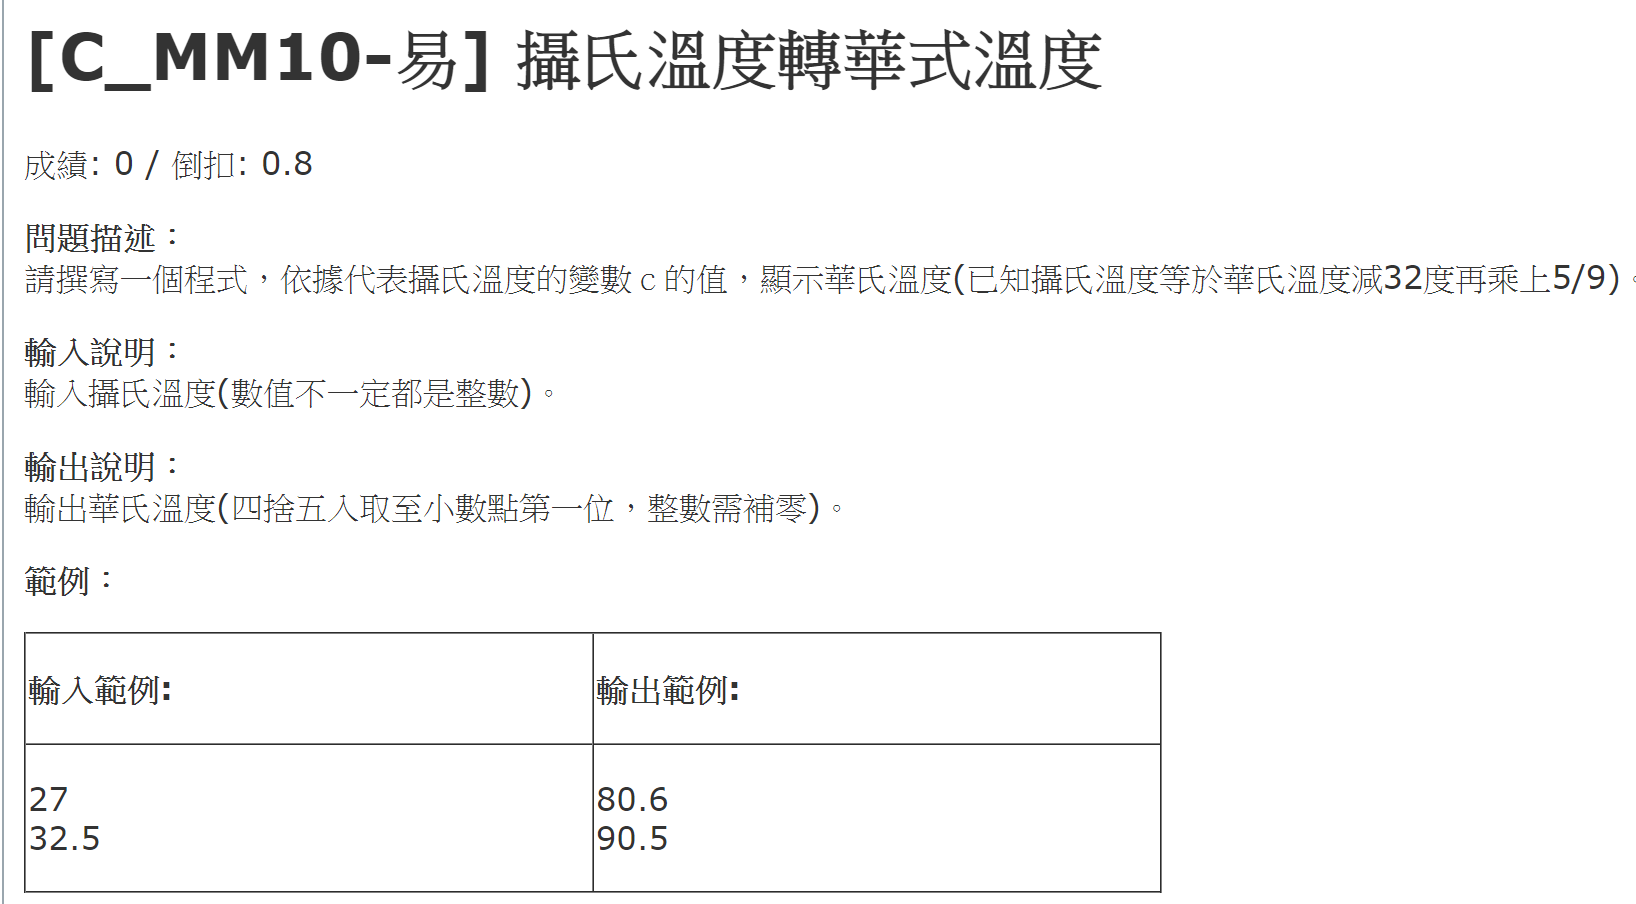 [C_MM10-易] 攝氏溫度轉華式溫度
成績: 0 / 倒扣: 0.8
問題描述：
請撰寫一個程式，依據代表攝氏溫度的變數 c 的值，顯示華氏溫度(已知攝氏溫度等於華氏溫度減32度再乘上5/9)。
輸入說明：
輸入攝氏溫度(數值不一定都是整數)。
輸出說明：
輸出華氏溫度(四捨五入取至小數點第一位，整數需補零)。
範例：
輸入範例: 輸出範例:
27 80.6
32.5 90.5